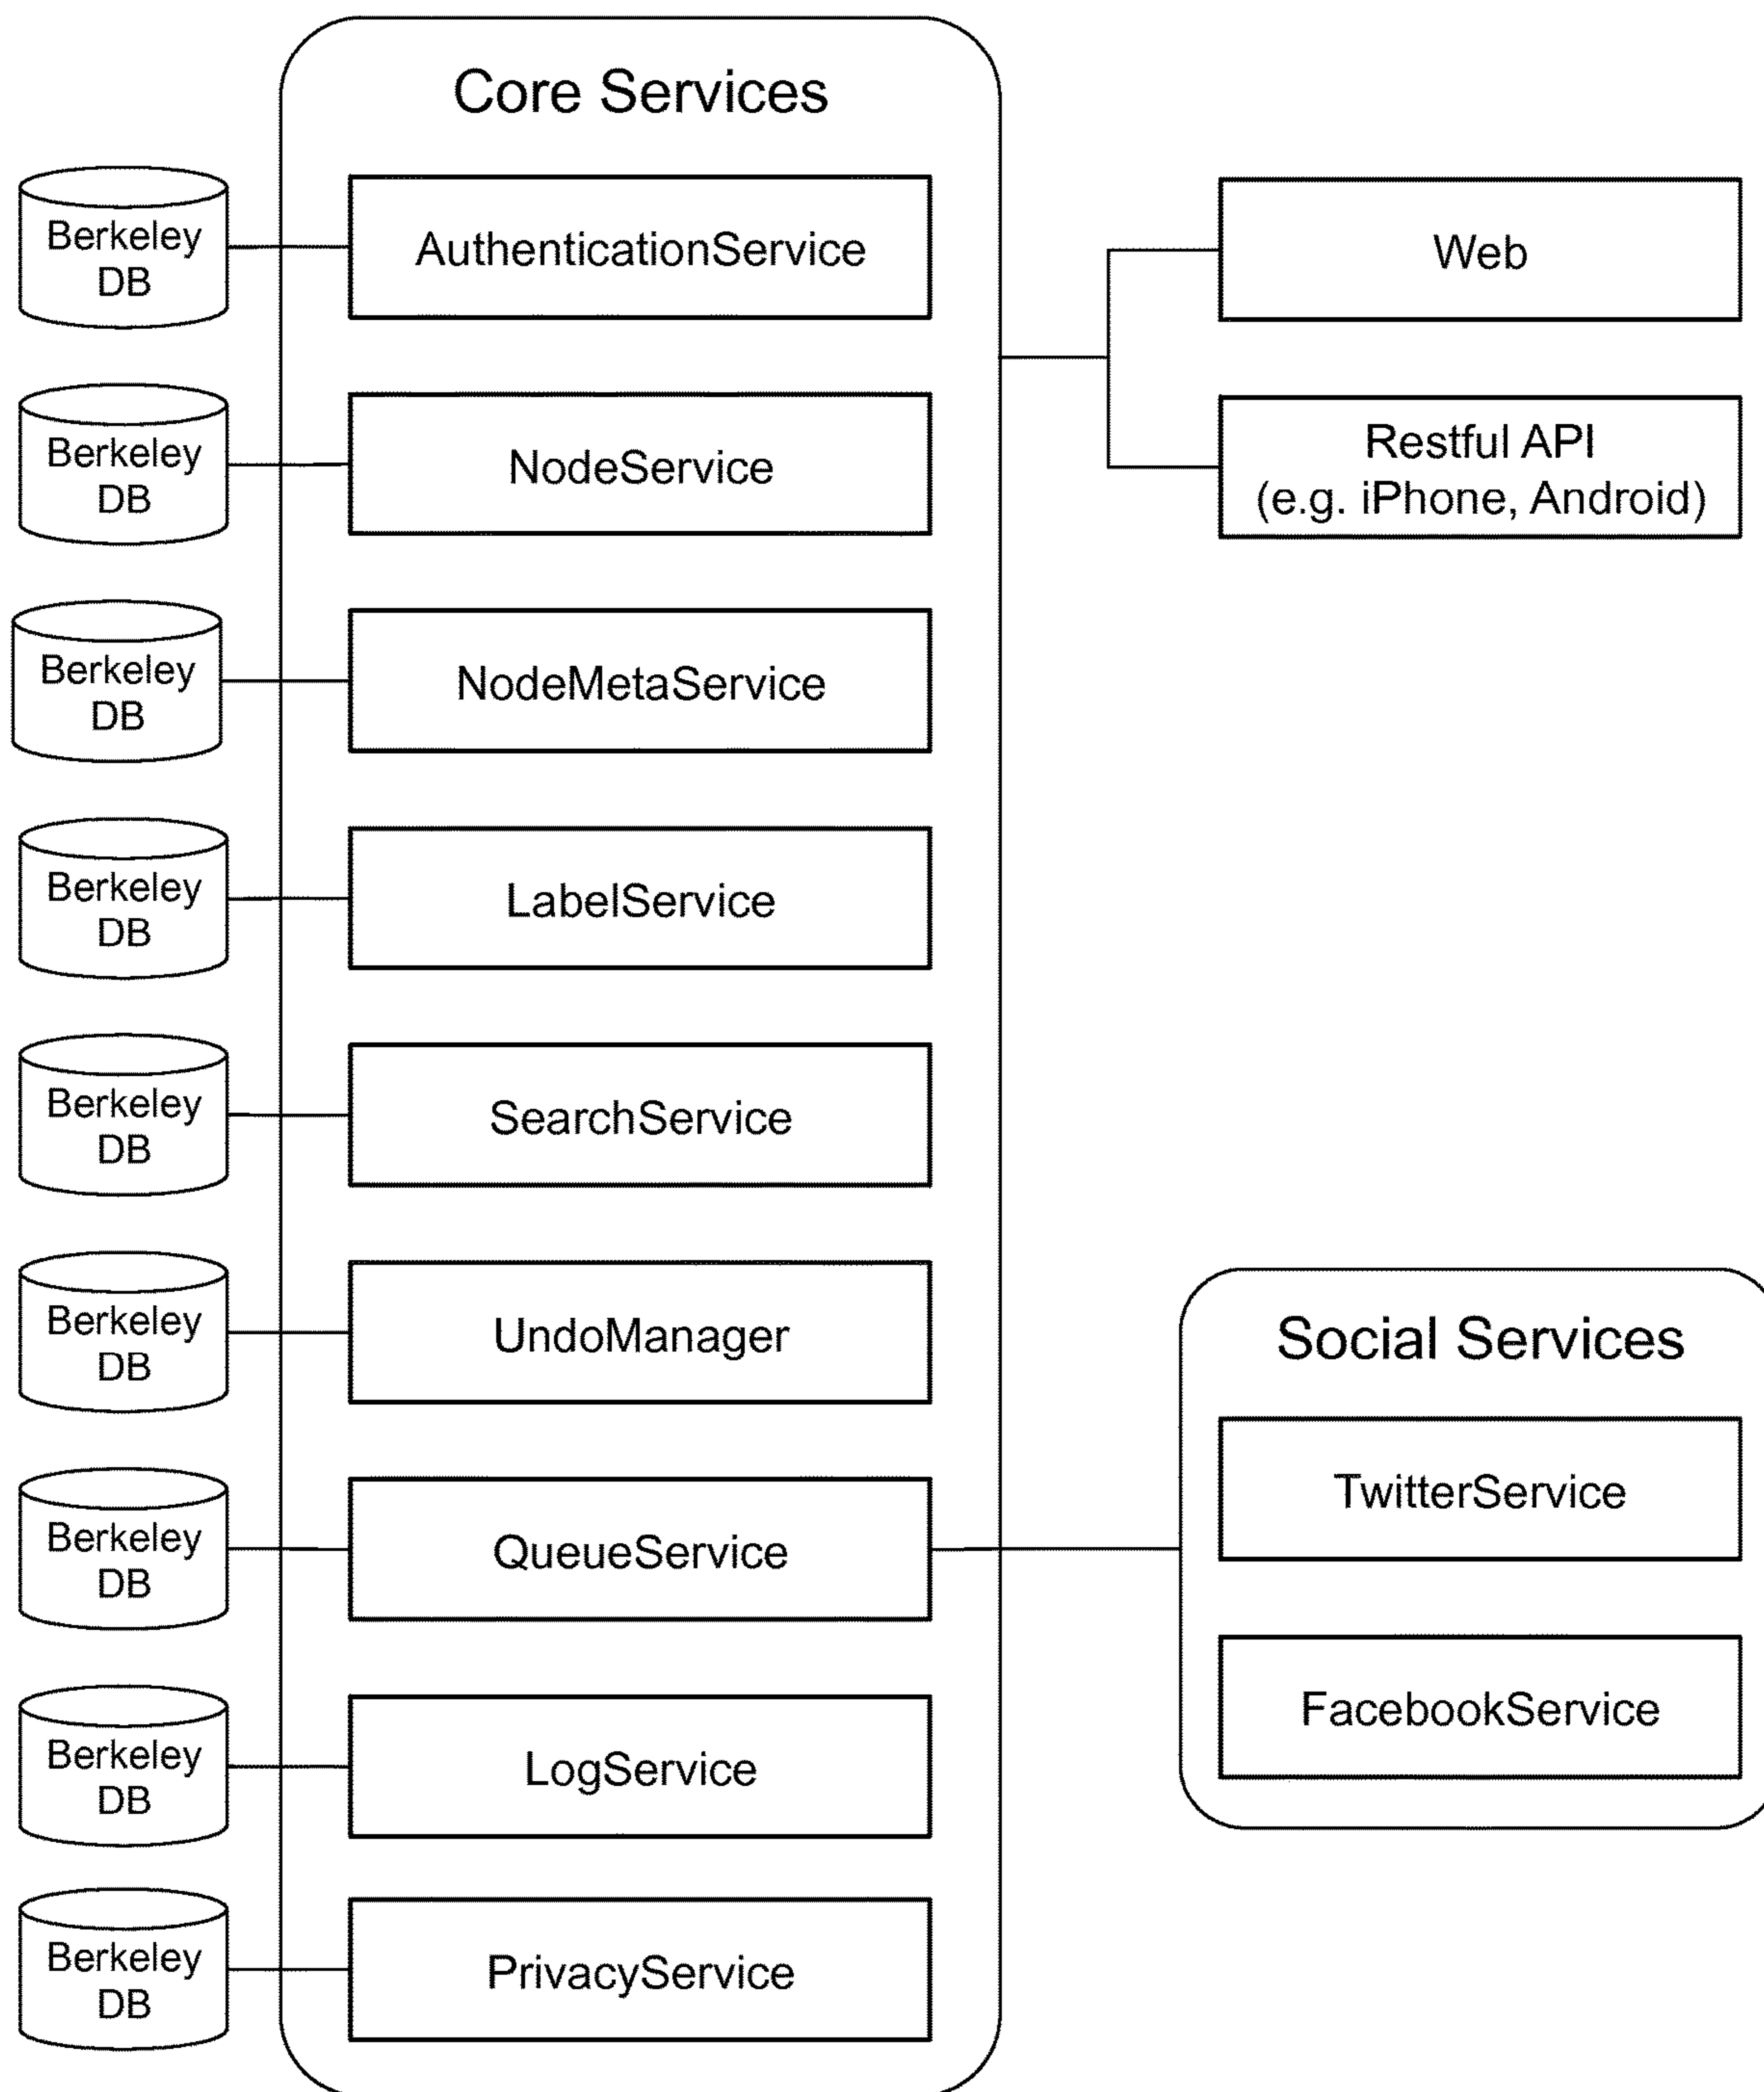 Core Services
Berkeley
DB
AuthenticationService
Web
Berkeley
DB
NodeService
Restful API
(e.g. iPhone, Android)
Berkeley
DB
NodeMetaService
Berkeley
DB
LabelService
Berkeley
DB
SearchService
Berkeley
DB
UndoManager
Social Services
TwitterService
Berkeley
DB
QueueService
FacebookService
Berkeley
DB
LogService
Berkeley
DB
PrivacyService